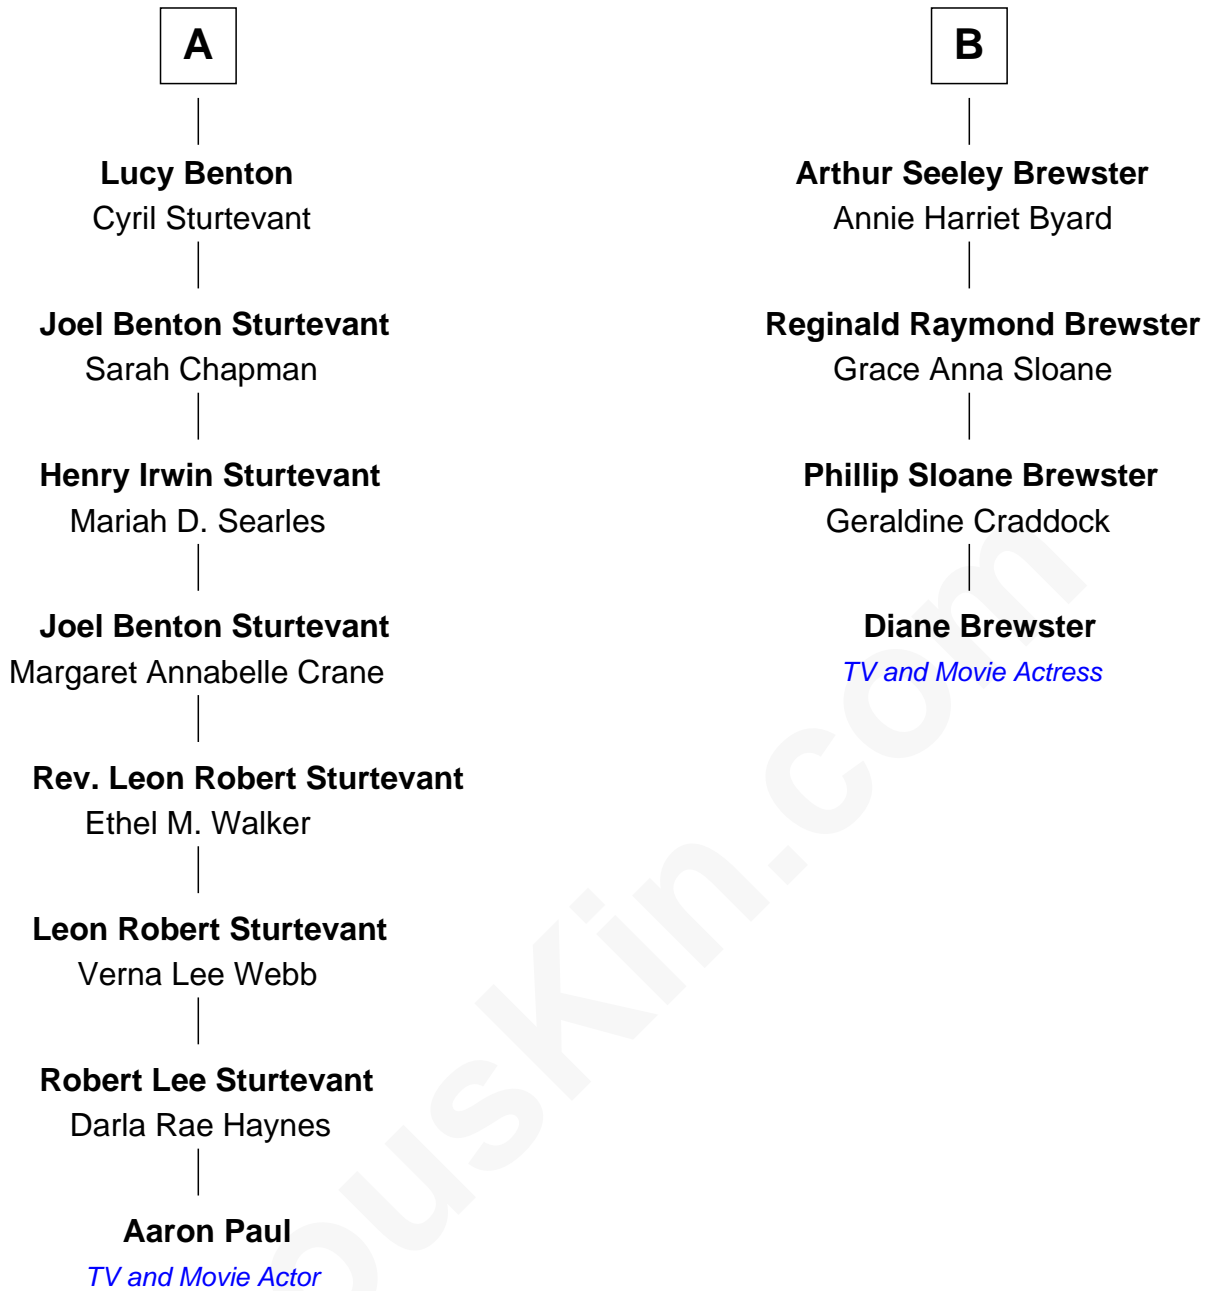 A
Lucy Benton
Cyril Sturtevant
Joel Benton Sturtevant
Sarah Chapman
Henry Irwin Sturtevant
Mariah D. Searles
Joel Benton Sturtevant
Margaret Annabelle Crane
Rev. Leon Robert Sturtevant
Ethel M. Walker
Leon Robert Sturtevant
Verna Lee Webb
Robert Lee Sturtevant
Darla Rae Haynes
Aaron Paul
TV and Movie Actor
B
Arthur Seeley Brewster
Annie Harriet Byard
Reginald Raymond Brewster
Grace Anna Sloane
Phillip Sloane Brewster
Geraldine Craddock
Diane Brewster
TV and Movie Actress
ousKin.com